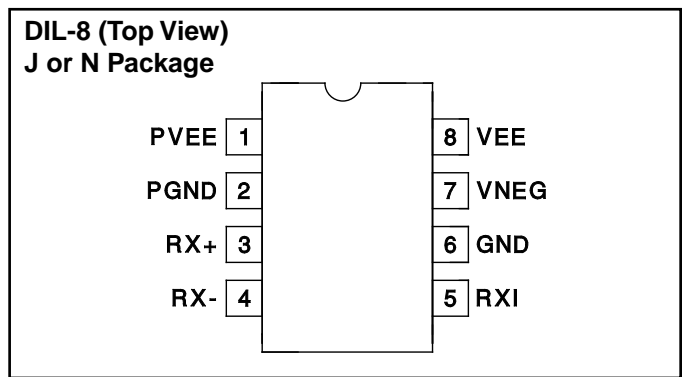 DIL-8 (Top View)
J or N Package
PVEE 1 8 VEE
PGND 2 7 VNEG
RX+ 3 6 GND
RX- 4 5 RXI